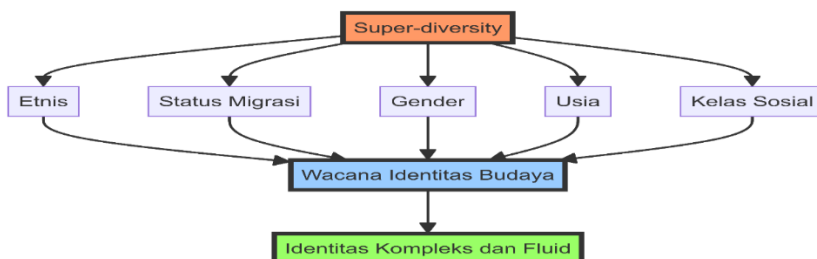 Super-diversity
Etnis
Status Migrasi
Gender
Usia
Kelas Sosial
Wacana Identitas Budaya
Identitas Kompleks dan Fluid